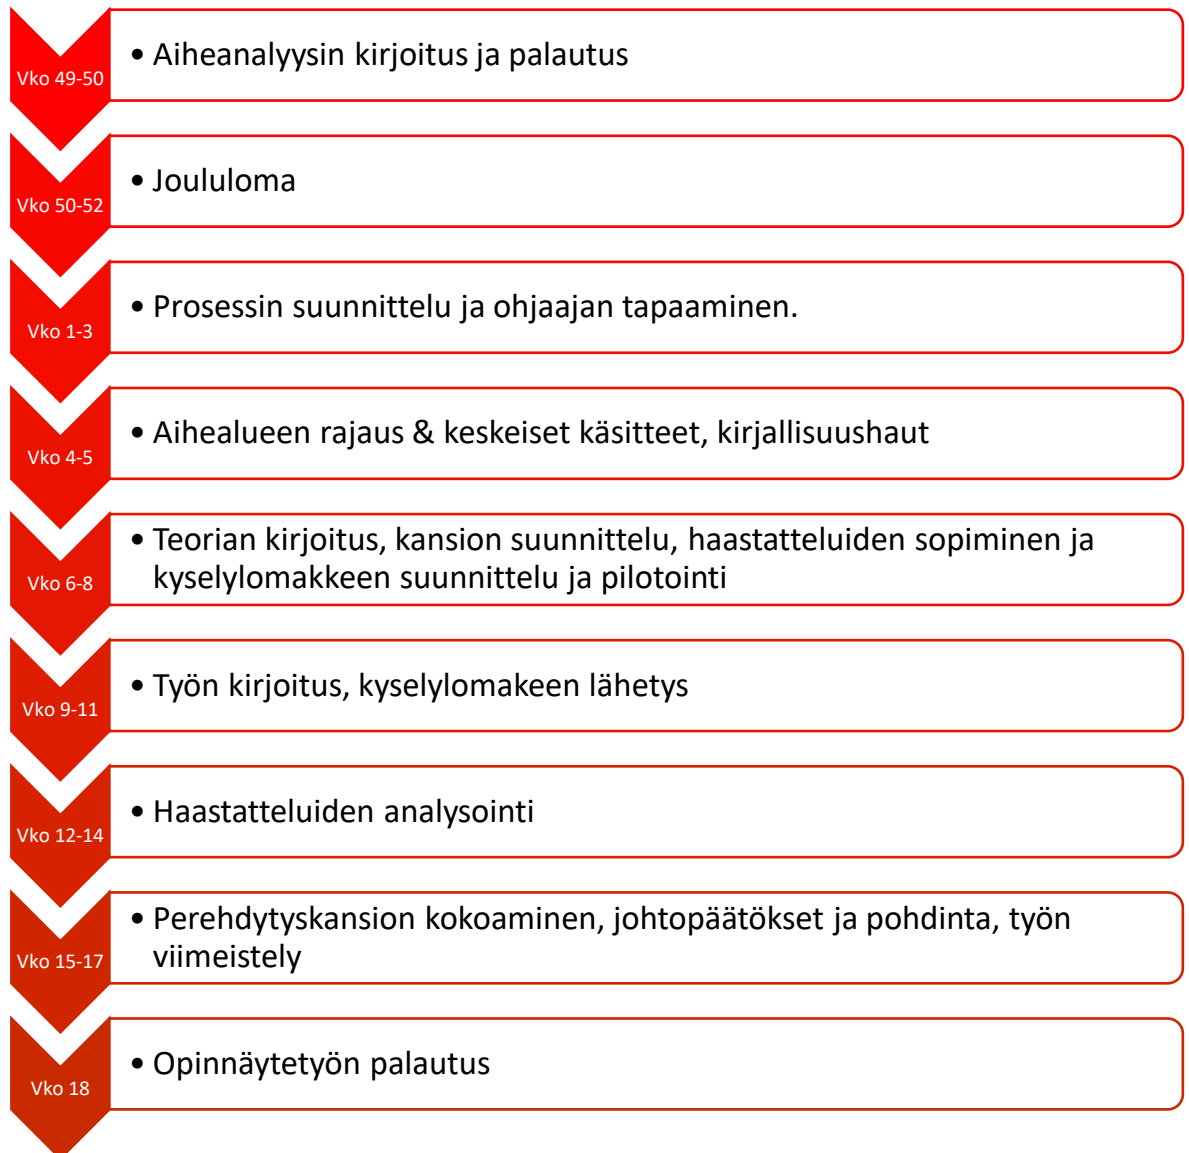 Vko 49-50
• Aiheanalyysin kirjoitus ja palautus
Vko 50-52
• Joululoma
Vko 1-3
• Prosessin suunnittelu ja ohjaajan tapaaminen.
Vko 4-5
• Aihealueen rajaus & keskeiset käsitteet, kirjallisuushaut
Vko 6-8
• Teorian kirjoitus, kansion suunnittelu, haastatteluiden sopiminen ja
kyselylomakkeen suunnittelu ja pilotointi
Vko 9-11
• Työn kirjoitus, kyselylomakeen lähetys
Vko 12-14
• Haastatteluiden analysointi
Vko 15-17
• Perehdytyskansion kokoaminen, johtopäätökset ja pohdinta, työn
viimeistely
Vko 18
• Opinnäytetyön palautus